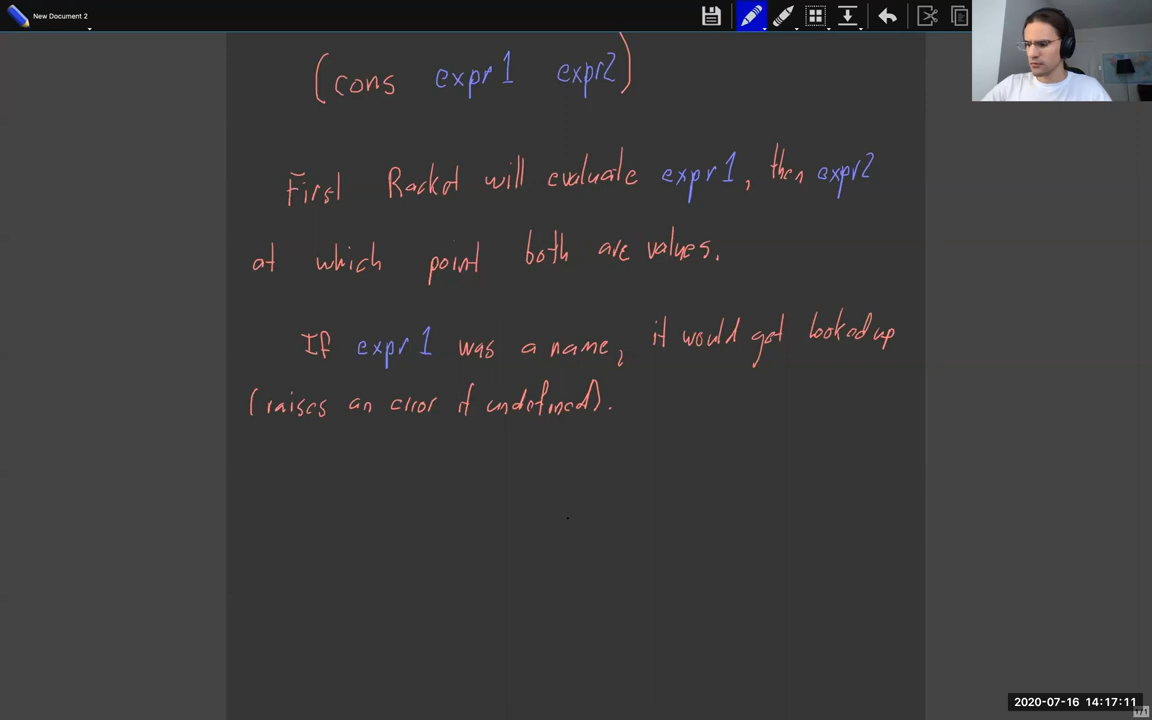 New Document 2
(cons expr1 expr2)
First Racket will evaluate expr1, then expr2
at which point both are values.
If expr1 was a name, it would get looked up
(raises an error if undefined).
2020-07-16 14:17:11
1/1